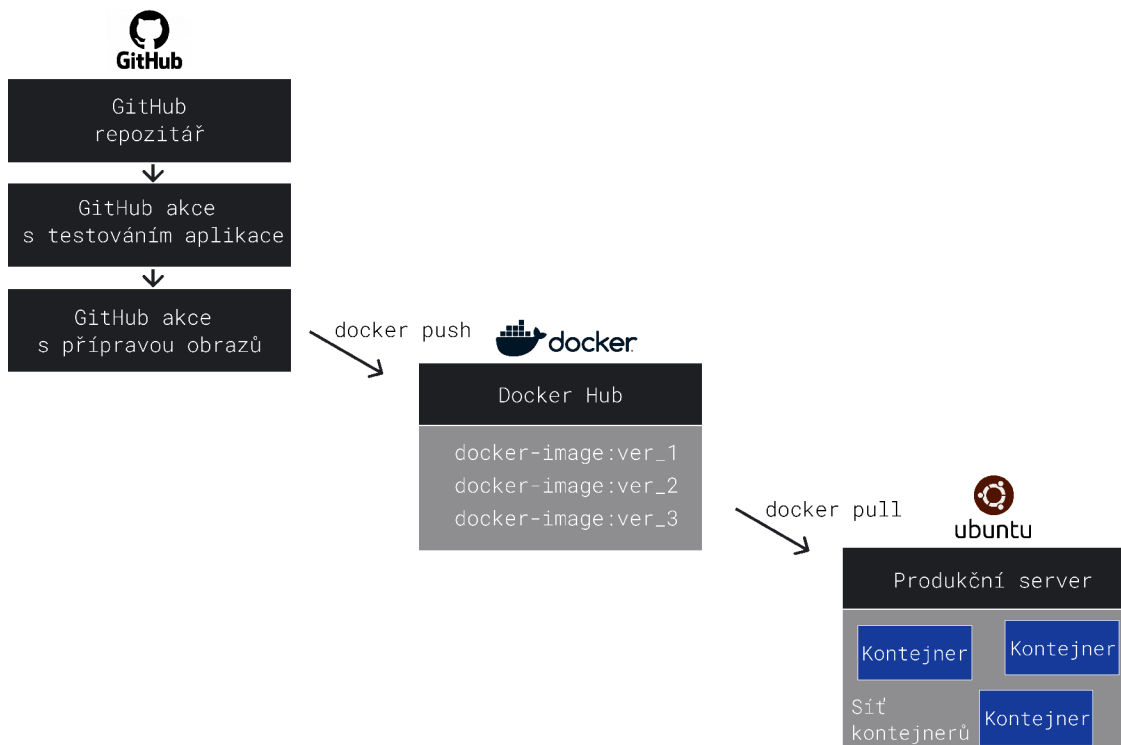 GitHub
GitHub
repozitář
GitHub akce
s testováním aplikace
GitHub akce
s přípravou obrazů
docker push
docker
Docker Hub
docker-image:ver_1
docker-image:ver_2
docker-image:ver_3
docker pull
ubuntu
Produkční server
Kontejner
Kontejner
Síť
kontejnerů
Kontejner